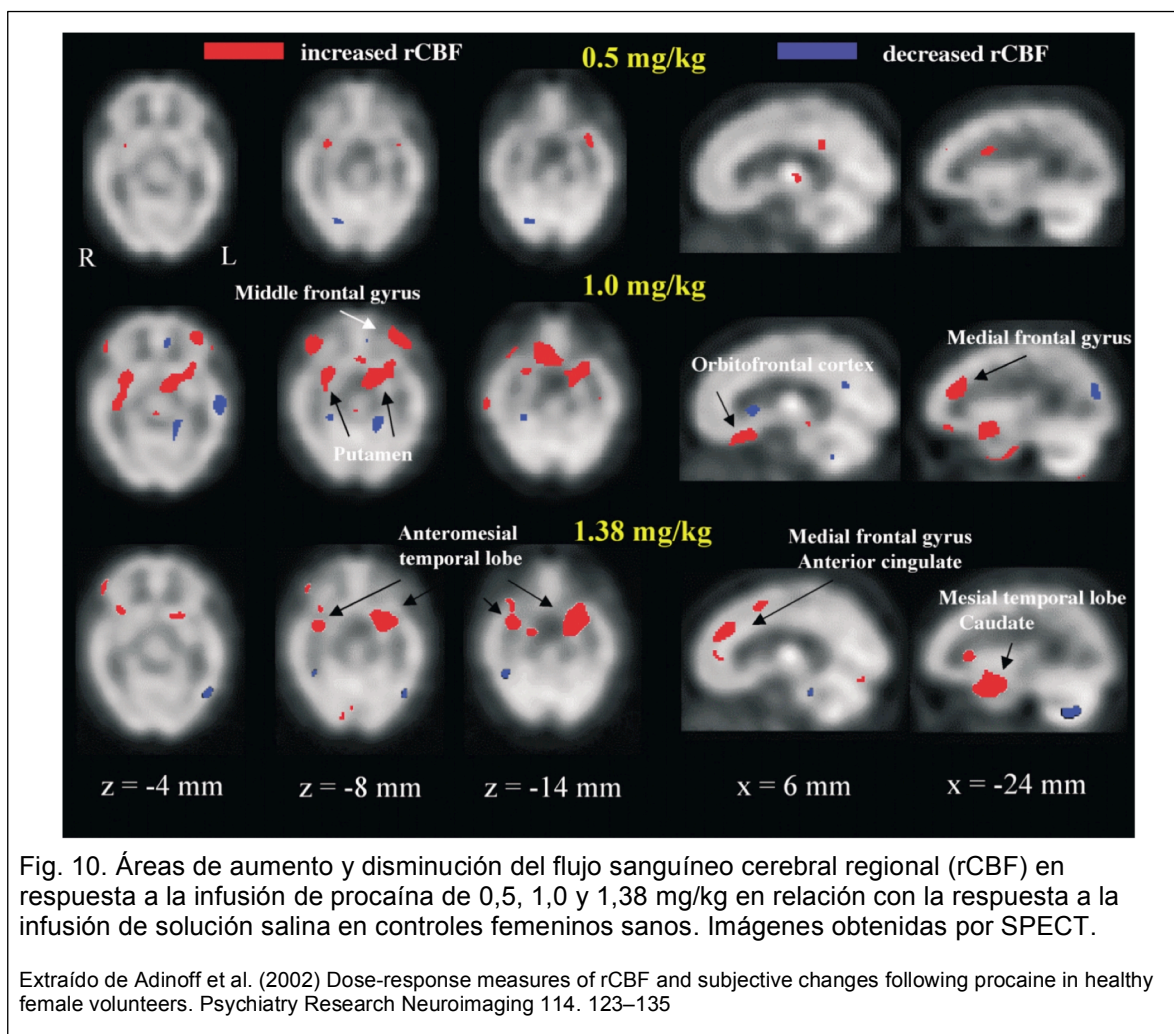 increased rCBF
0.5 mg/kg
decreased rCBF
R L
1.0 mg/kg
Middle frontal gyrus
Putamen
Orbitofrontal cortex
Medial frontal gyrus
1.38 mg/kg
Anteromesial
temporal lobe
Medial frontal gyrus
Anterior cingulate
Mesial temporal lobe
Caudate
z = -4 mm z = -8 mm z = -14 mm x = 6 mm x = -24 mm
Fig. 10. Áreas de aumento y disminución del flujo sanguíneo cerebral regional (rCBF) en
respuesta a la infusión de procaína de 0,5, 1,0 y 1,38 mg/kg en relación con la respuesta a la
infusión de solución salina en controles femeninos sanos. Imágenes obtenidas por SPECT.
Extraído de Adinoff et al. (2002) Dose-response measures of rCBF and subjective changes following procaine in healthy
female volunteers. Psychiatry Research Neuroimaging 114. 123–135